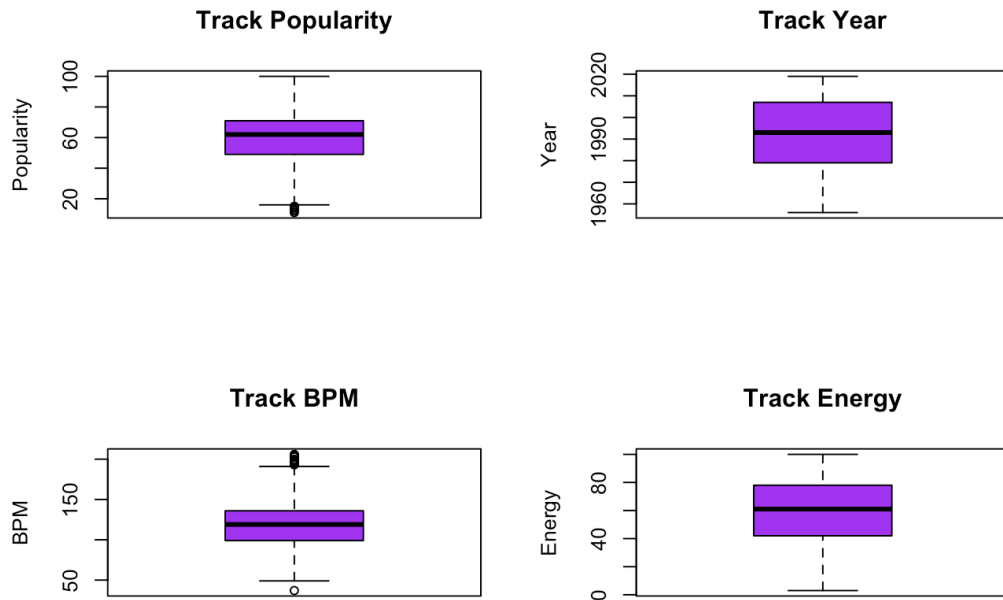 Track Popularity
Popularity
100
60
20
Track Year
Year
2020
1990
1960
Track BPM
BPM
150
50
Track Energy
Energy
80
40
0